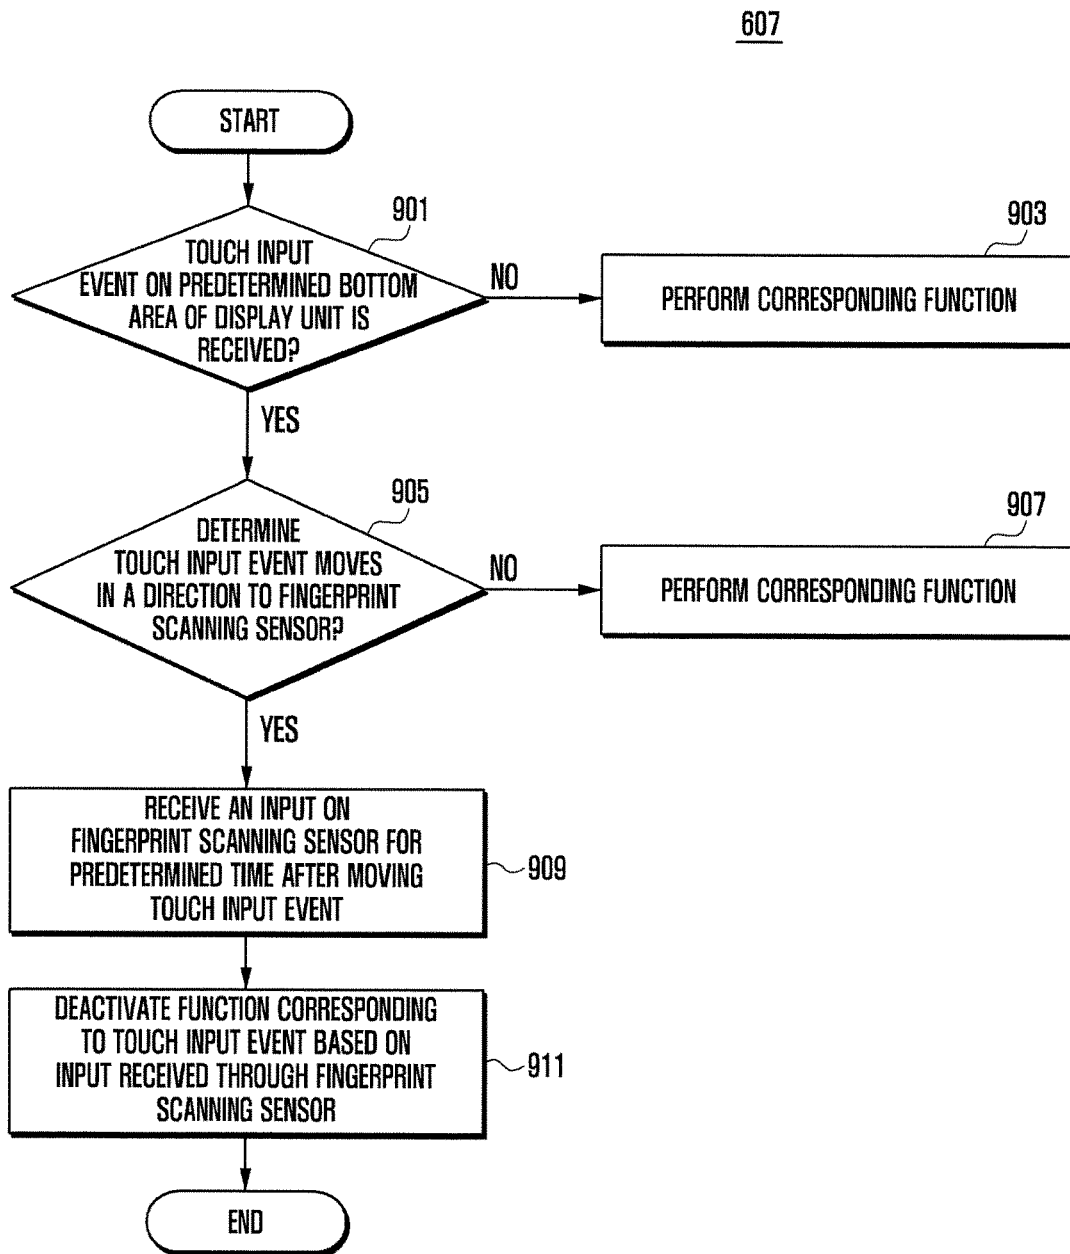 607
START
901
TOUCH INPUT
EVENT ON PREDETERMINED BOTTOM
AREA OF DISPLAY UNIT IS
RECEIVED?
NO
903
PERFORM CORRESPONDING FUNCTION
YES
905
DETERMINE
TOUCH INPUT EVENT MOVES
IN A DIRECTION TO FINGERPRINT
SCANNING SENSOR?
NO
907
PERFORM CORRESPONDING FUNCTION
YES
RECEIVE AN INPUT ON
FINGERPRINT SCANNING SENSOR FOR
PREDETERMINED TIME AFTER MOVING
TOUCH INPUT EVENT
909
DEACTIVATE FUNCTION CORRESPONDING
TO TOUCH INPUT EVENT BASED ON
INPUT RECEIVED THROUGH FINGERPRINT
SCANNING SENSOR
911
END